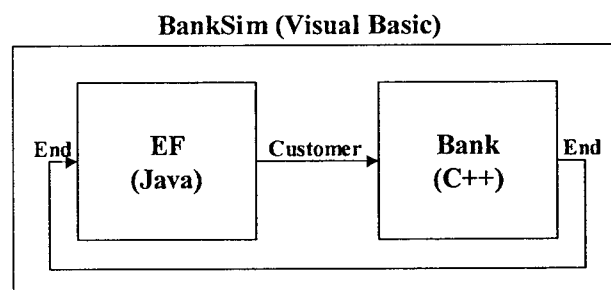 BankSim (Visual Basic)
End
EF
(Java)
Customer
Bank
(C++)
End